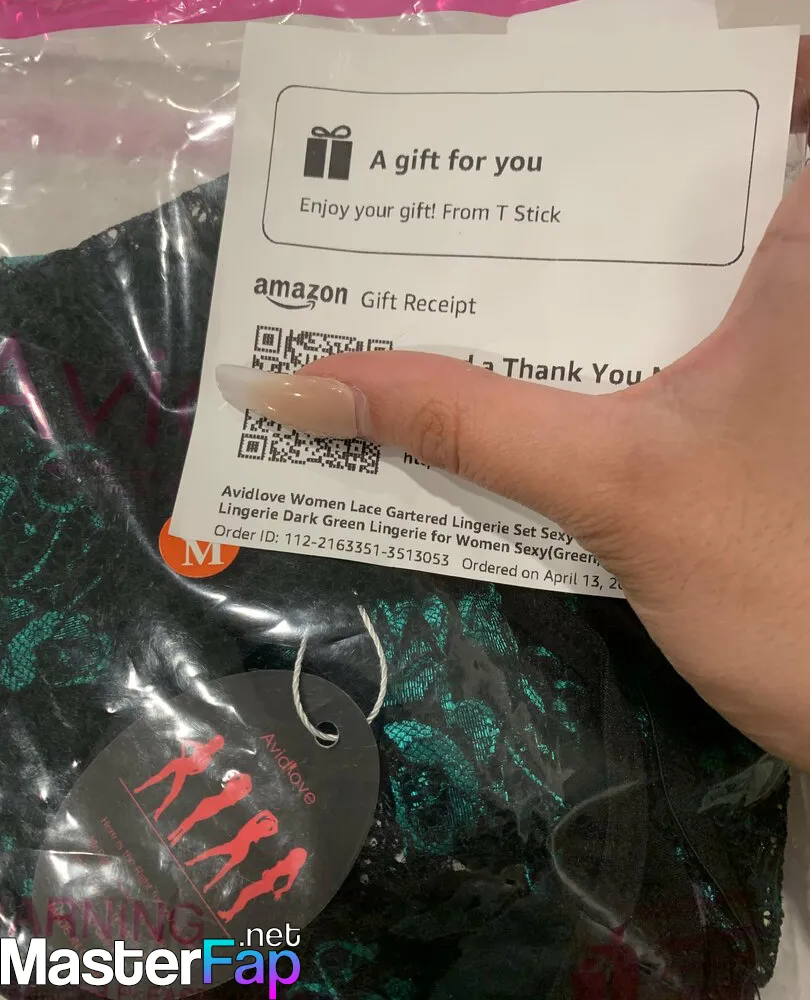 A gift for you
Enjoy your gift! From T Stick
amazon Gift Receipt
a Thank You
Avidlove Women Lace Gartered Lingerie Set Sexy
Lingerie Dark Green Lingerie for Women Sexy(Green,
Order ID: 112-2163351-3513053 Ordered on April 13, 2
M
Avidlove
WARNING
MasterFap.net